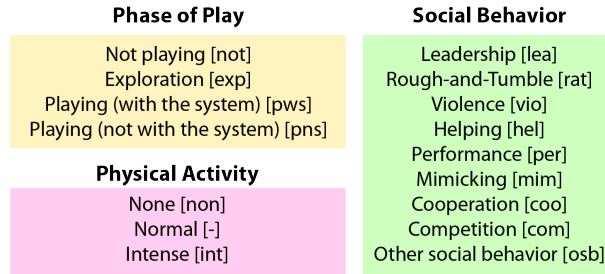 Phase of Play
Not playing [not]
Exploration [exp]
Playing (with the system) [pws]
Playing (not with the system) [pns]
Physical Activity
None [non]
Normal [-]
Intense [int]
Social Behavior
Leadership [lea]
Rough-and-Tumble [rat]
Violence [vio]
Helping [hel]
Performance [per]
Mimicking [mim]
Cooperation [coo]
Competition [com]
Other social behavior [osb]